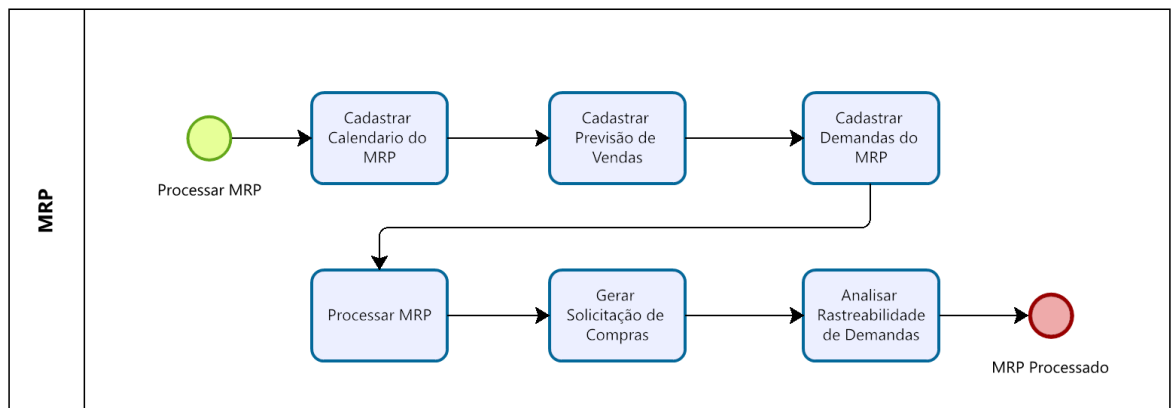 MRP
Processar MRP
Cadastrar
Calendario do
MRP
Cadastrar
Previsão de
Vendas
Cadastrar
Demandas do
MRP
Processar MRP
Gerar
Solicitação de
Compras
Analisar
Rastreabilidade
de Demandas
MRP Processado